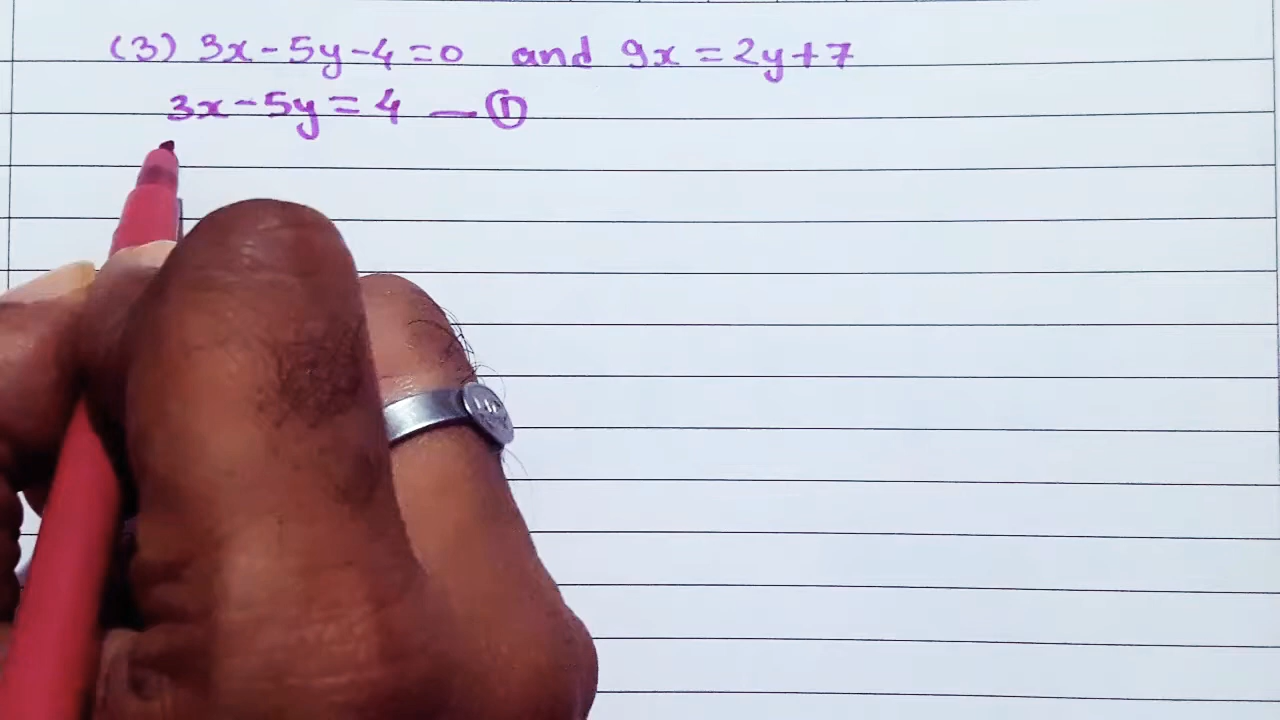 (3) 3x-5y-4=0 and 9x=2y+7
3x-5y=4 — ①